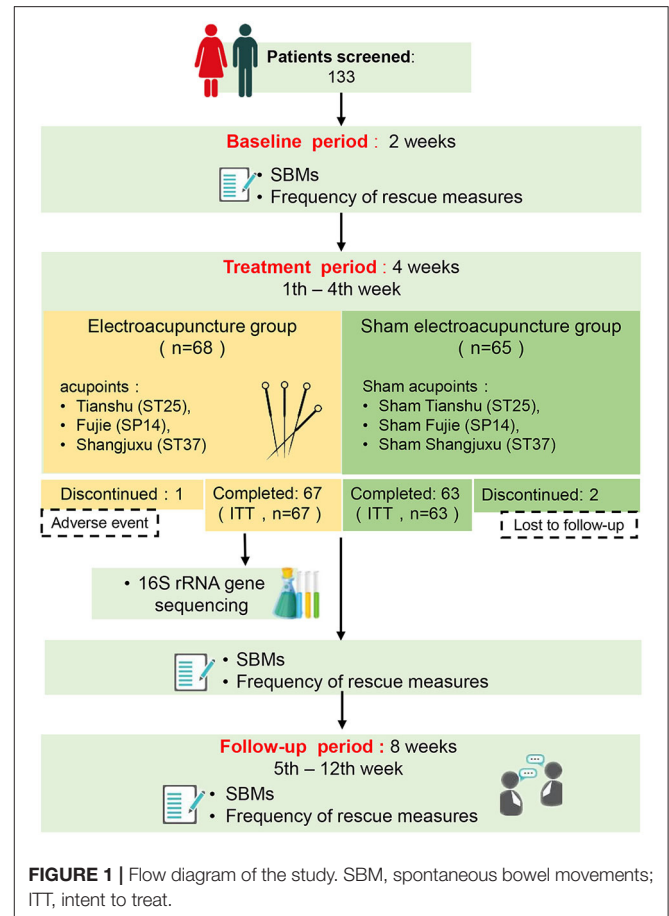 Patients screened:
133
Baseline period : 2 weeks
• SBMs
• Frequency of rescue measures
Treatment period : 4 weeks
1th – 4th week
Electroacupuncture group
( n=68 )
acupoints :
• Tianshu (ST25),
• Fujie (SP14),
• Shangjuxu (ST37)
Sham electroacupuncture group
( n=65 )
Sham acupoints :
• Sham Tianshu (ST25),
• Sham Fujie (SP14),
• Sham Shangjuxu (ST37)
Discontinued : 1
Adverse event
Completed: 67
( ITT , n=67 )
Completed: 63
( ITT , n=63 )
Discontinued: 2
Lost to follow-up
• 16S rRNA gene
sequencing
• SBMs
• Frequency of rescue measures
Follow-up period : 8 weeks
5th – 12th week
• SBMs
• Frequency of rescue measures
FIGURE 1 | Flow diagram of the study. SBM, spontaneous bowel movements;
ITT, intent to treat.